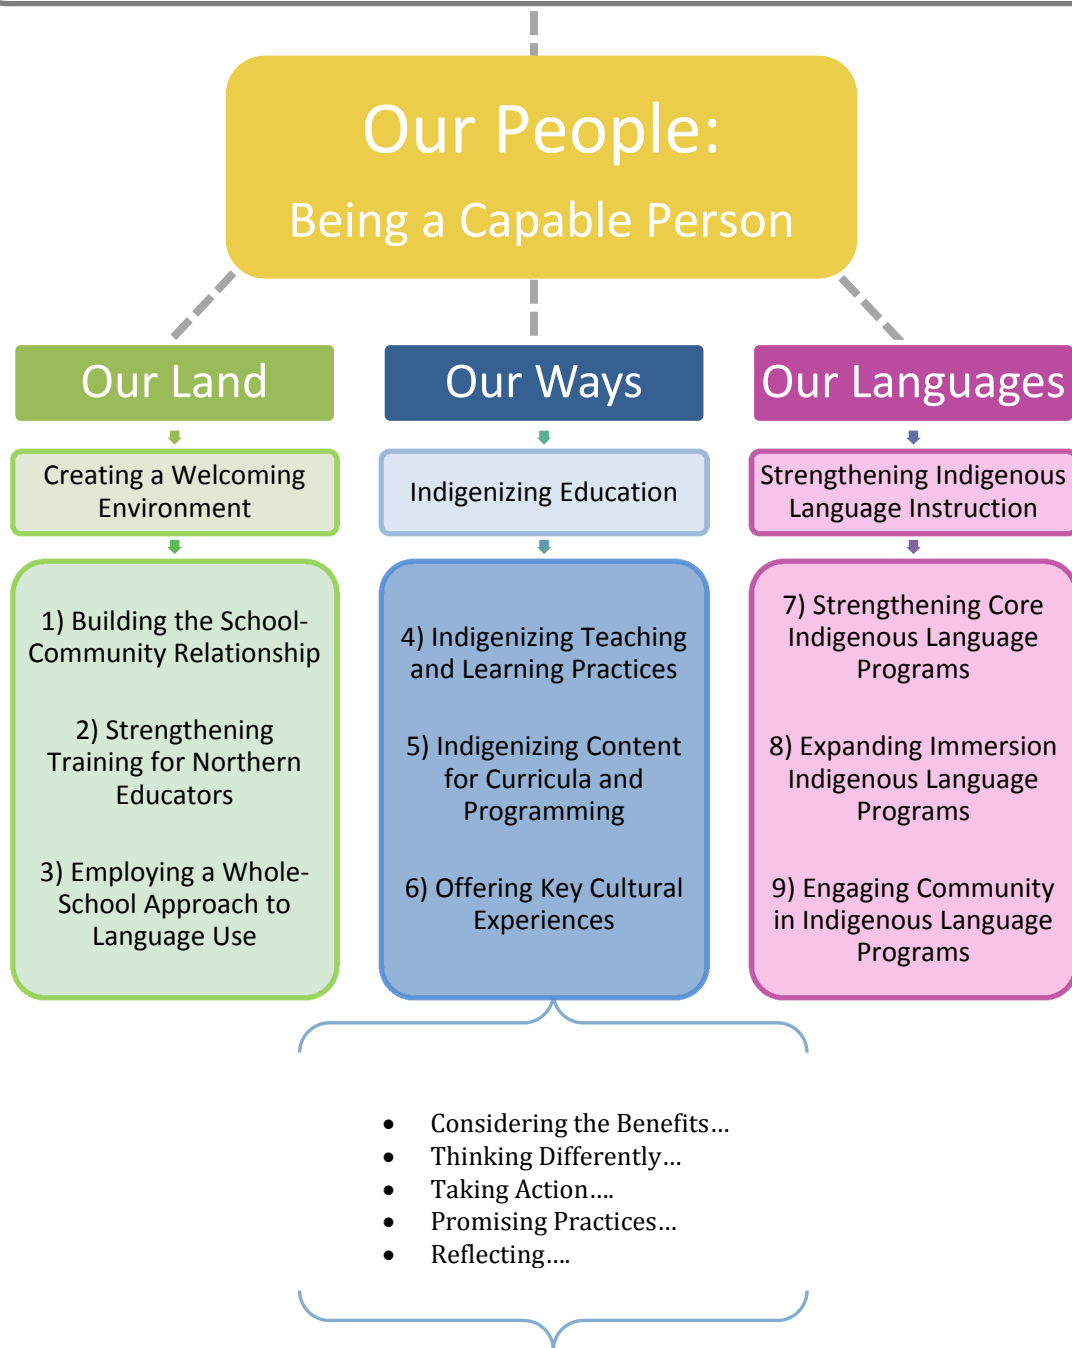 Our People:
Being a Capable Person
Our Land
Creating a Welcoming
Environment
1) Building the School-
Community Relationship
2) Strengthening
Training for Northern
Educators
3) Employing a Whole-
School Approach to
Language Use
Our Ways
Indigenizing Education
4) Indigenizing Teaching
and Learning Practices
5) Indigenizing Content
for Curricula and
Programming
6) Offering Key Cultural
Experiences
Our Languages
Strengthening Indigenous
Language Instruction
7) Strengthening Core
Indigenous Language
Programs
8) Expanding Immersion
Indigenous Language
Programs
9) Engaging Community
in Indigenous Language
Programs
• Considering the Benefits…
• Thinking Differently…
• Taking Action….
• Promising Practices…
• Reflecting….